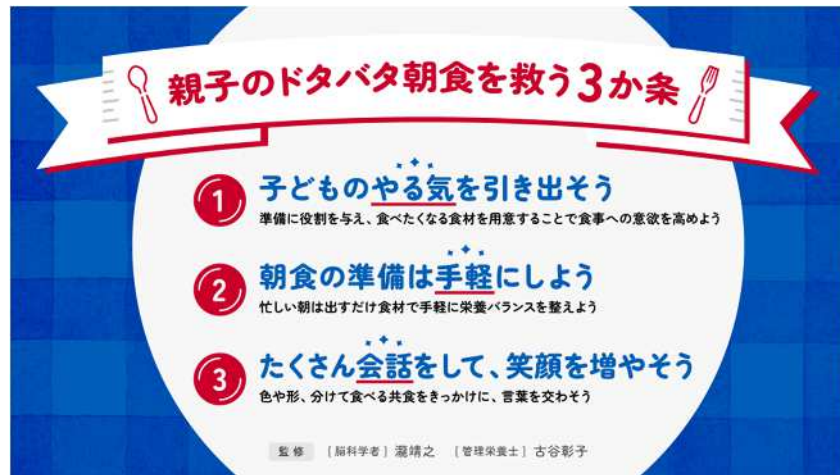 親子のドタバタ朝食を救う3か条
1 子どものやる気を引き出そう
準備に役割を与え、食べたくなる食材を用意することで食事への意欲を高めよう
2 朝食の準備は手軽にしよう
忙しい朝は出すだけ食材で手軽に栄養バランスを整えよう
3 たくさん会話をして、笑顔を増やそう
色や形、分けて食べる共食をきっかけに、言葉を交わそう
監修 [脳科学者] 瀧靖之 [管理栄養士] 古谷彰子